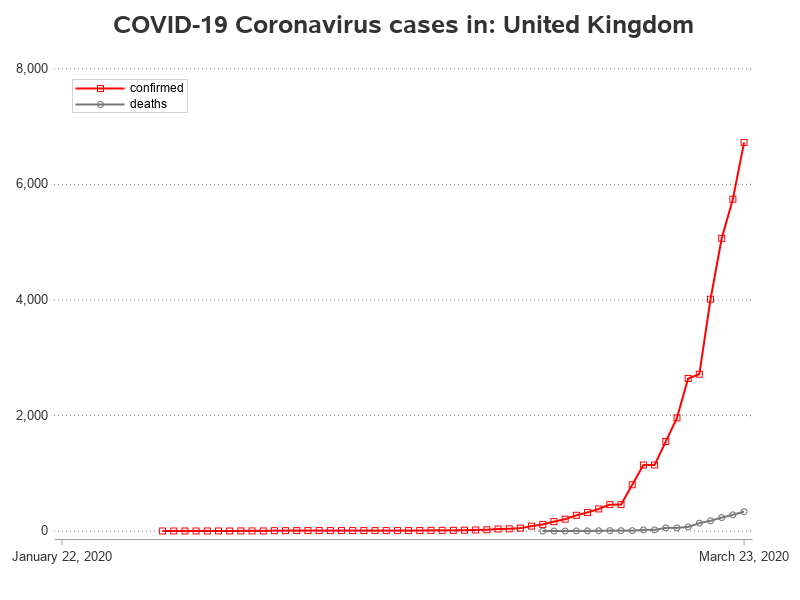 COVID-19 Coronavirus cases in: United Kingdom
8,000
confirmed
deaths
6,000
4,000
2,000
0
January 22, 2020
March 23, 2020